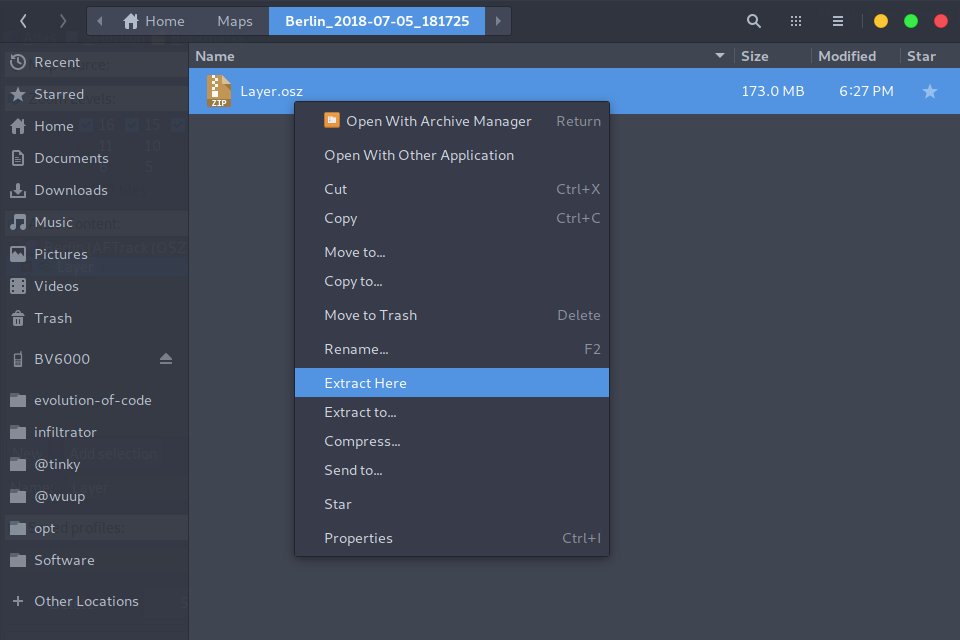 Home Maps Berlin_2018-07-05_181725
Name Size Modified Star
Recent
Starred
Home
Documents
Downloads
Music
Pictures
Videos
Trash
BV6000
evolution-of-code
infiltrator
@tinky
@wuup
opt
Software
Other Locations
ZIP
Layer.osz 173.0 MB 6:27 PM
Open With Archive Manager Return
Open With Other Application
Cut Ctrl+X
Copy Ctrl+C
Move to...
Copy to...
Move to Trash Delete
Rename... F2
Extract Here
Extract to...
Compress...
Send to...
Star
Properties Ctrl+I